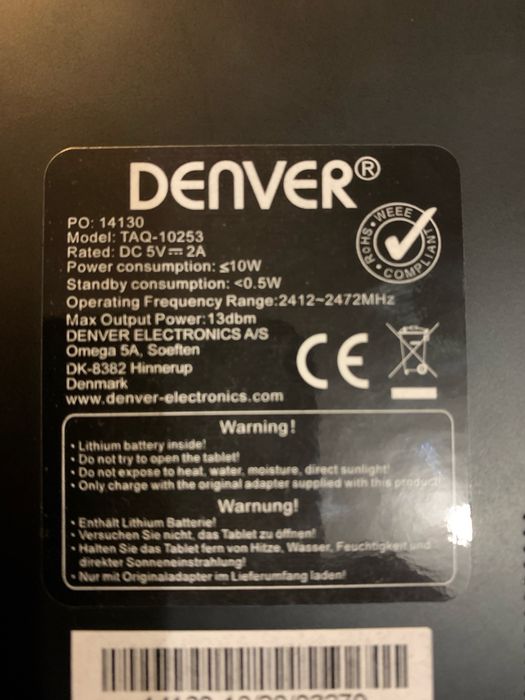 DENVER®
PO: 14130
Model: TAQ-10253
Rated: DC 5V⎓2A
Power consumption: ≤10W
Standby consumption: <0.5W
Operating Frequency Range:2412~2472MHz
Max Output Power:13dbm
DENVER ELECTRONICS A/S
Omega 5A, Soeften
DK-8382 Hinnerup
Denmark
www.denver-electronics.com
RoHS WEEE
COMPLIANT
CE
Warning!
• Lithium battery inside!
• Do not try to open the tablet!
• Do not expose to heat, water, moisture, direct sunlight!
• Only charge with the original adapter supplied with this product!
Warnung!
• Enthält Lithium Batterie!
• Versuchen Sie nicht, das Tablet zu öffnen!
• Halten Sie das Tablet fern von Hitze, Wasser, Feuchtigkeit und
direkter Sonneneinstrahlung!
• Nur mit Originaladapter im Lieferumfang laden!